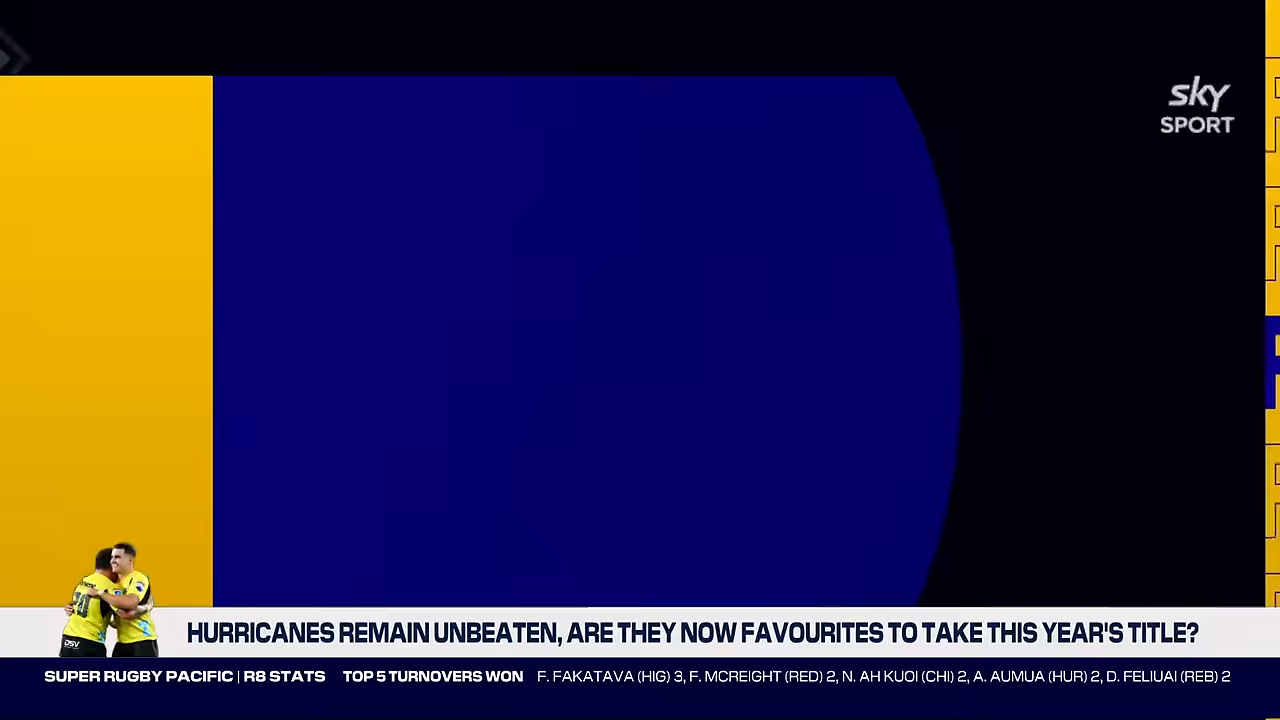 sky
SPORT
HURRICANES REMAIN UNBEATEN, ARE THEY NOW FAVOURITES TO TAKE THIS YEAR'S TITLE?
SUPER RUGBY PACIFIC | R8 STATS TOP 5 TURNOVERS WON F. FAKATAVA (HIG) 3, F. MCREIGHT (RED) 2, N. AH KUOI (CHI) 2, A. AUMUA (HUR) 2, D. FELIUAI (REB) 2